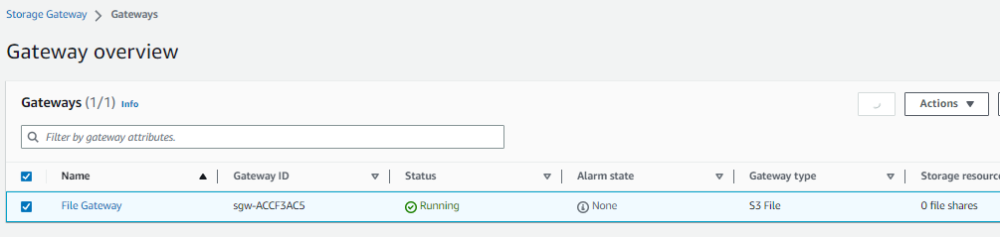 Storage Gateway > Gateways
Gateway overview
Gateways (1/1) Info
Actions
Filter by gateway attributes.
Name Gateway ID Status Alarm state Gateway type Storage resourc
File Gateway sgw-ACCF3AC5 Running None S3 File 0 file shares